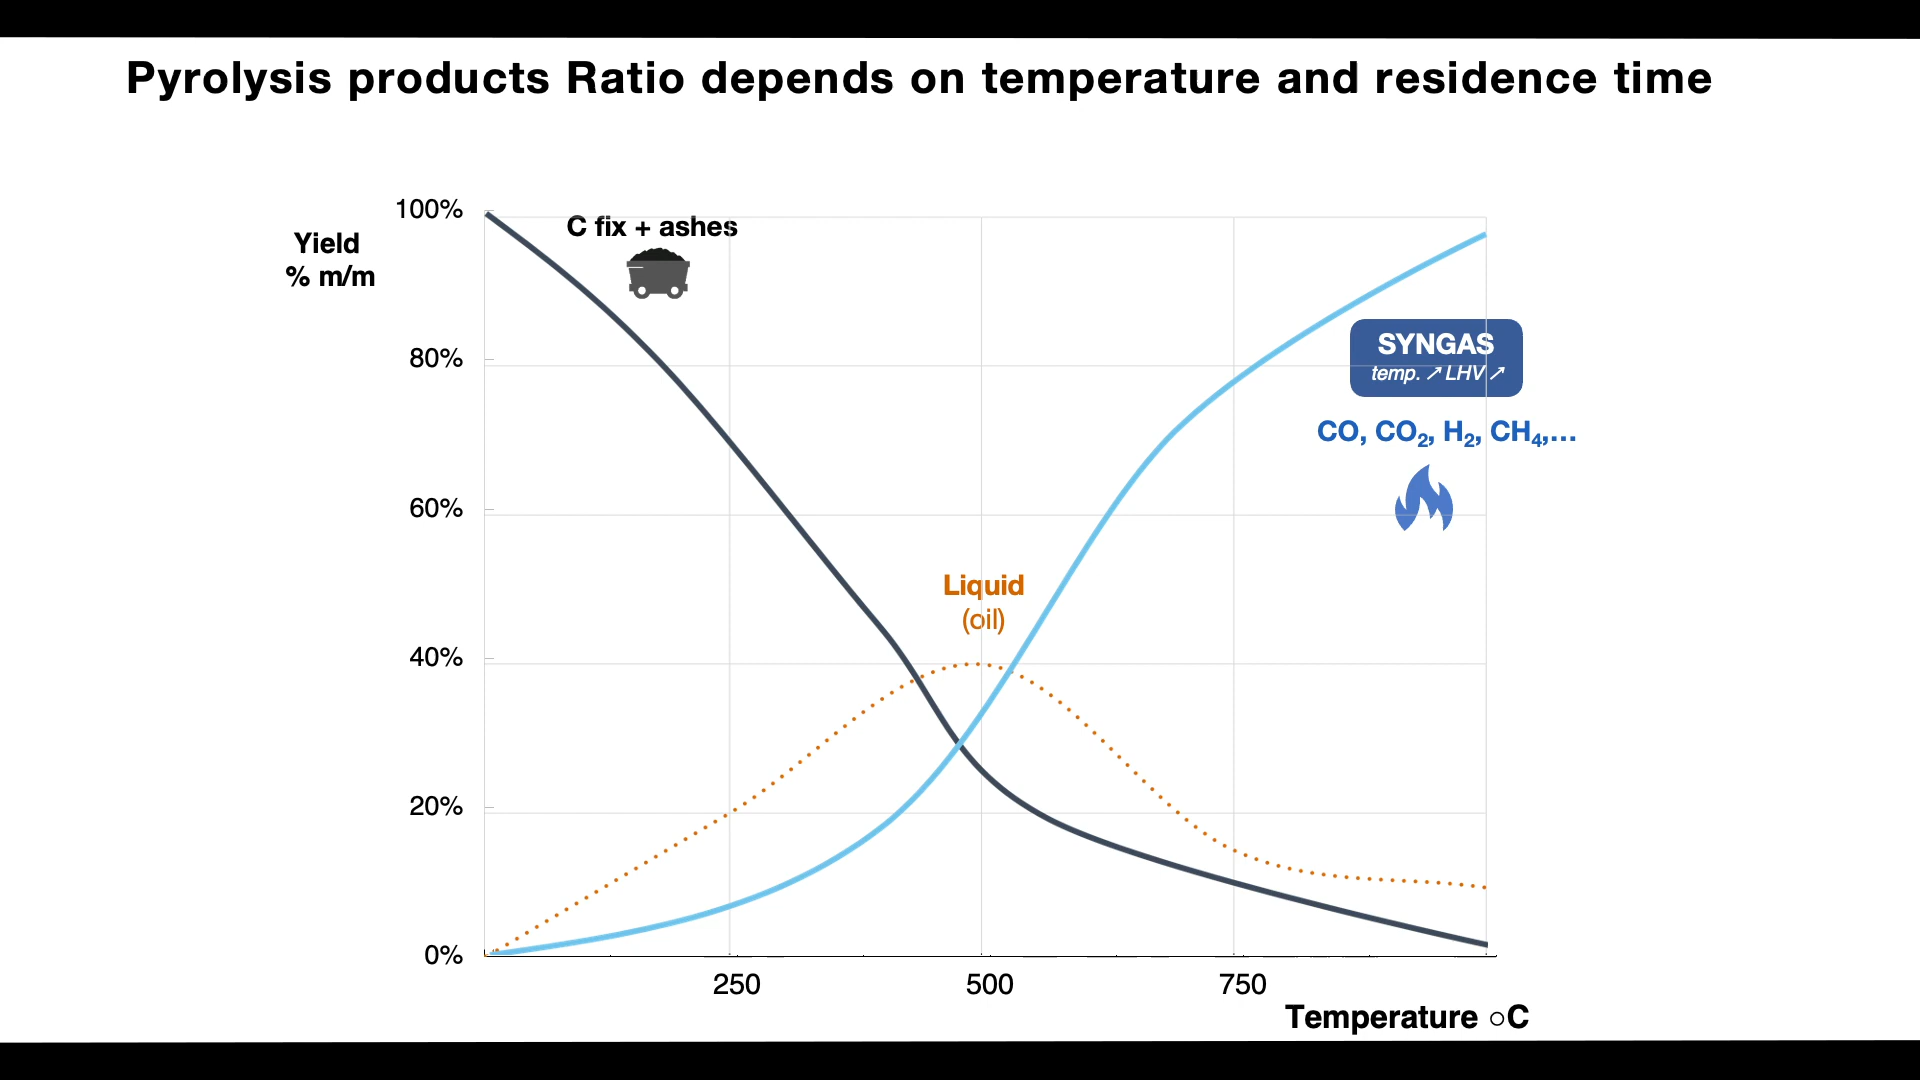 Pyrolysis products Ratio depends on temperature and residence time
Yield
% m/m
100%
80%
60%
40%
20%
0%
C fix + ashes
Liquid
(oil)
SYNGAS
temp. ↗ LHV ↗
CO, CO₂, H₂, CH₄,...
250
500
750
Temperature ○C